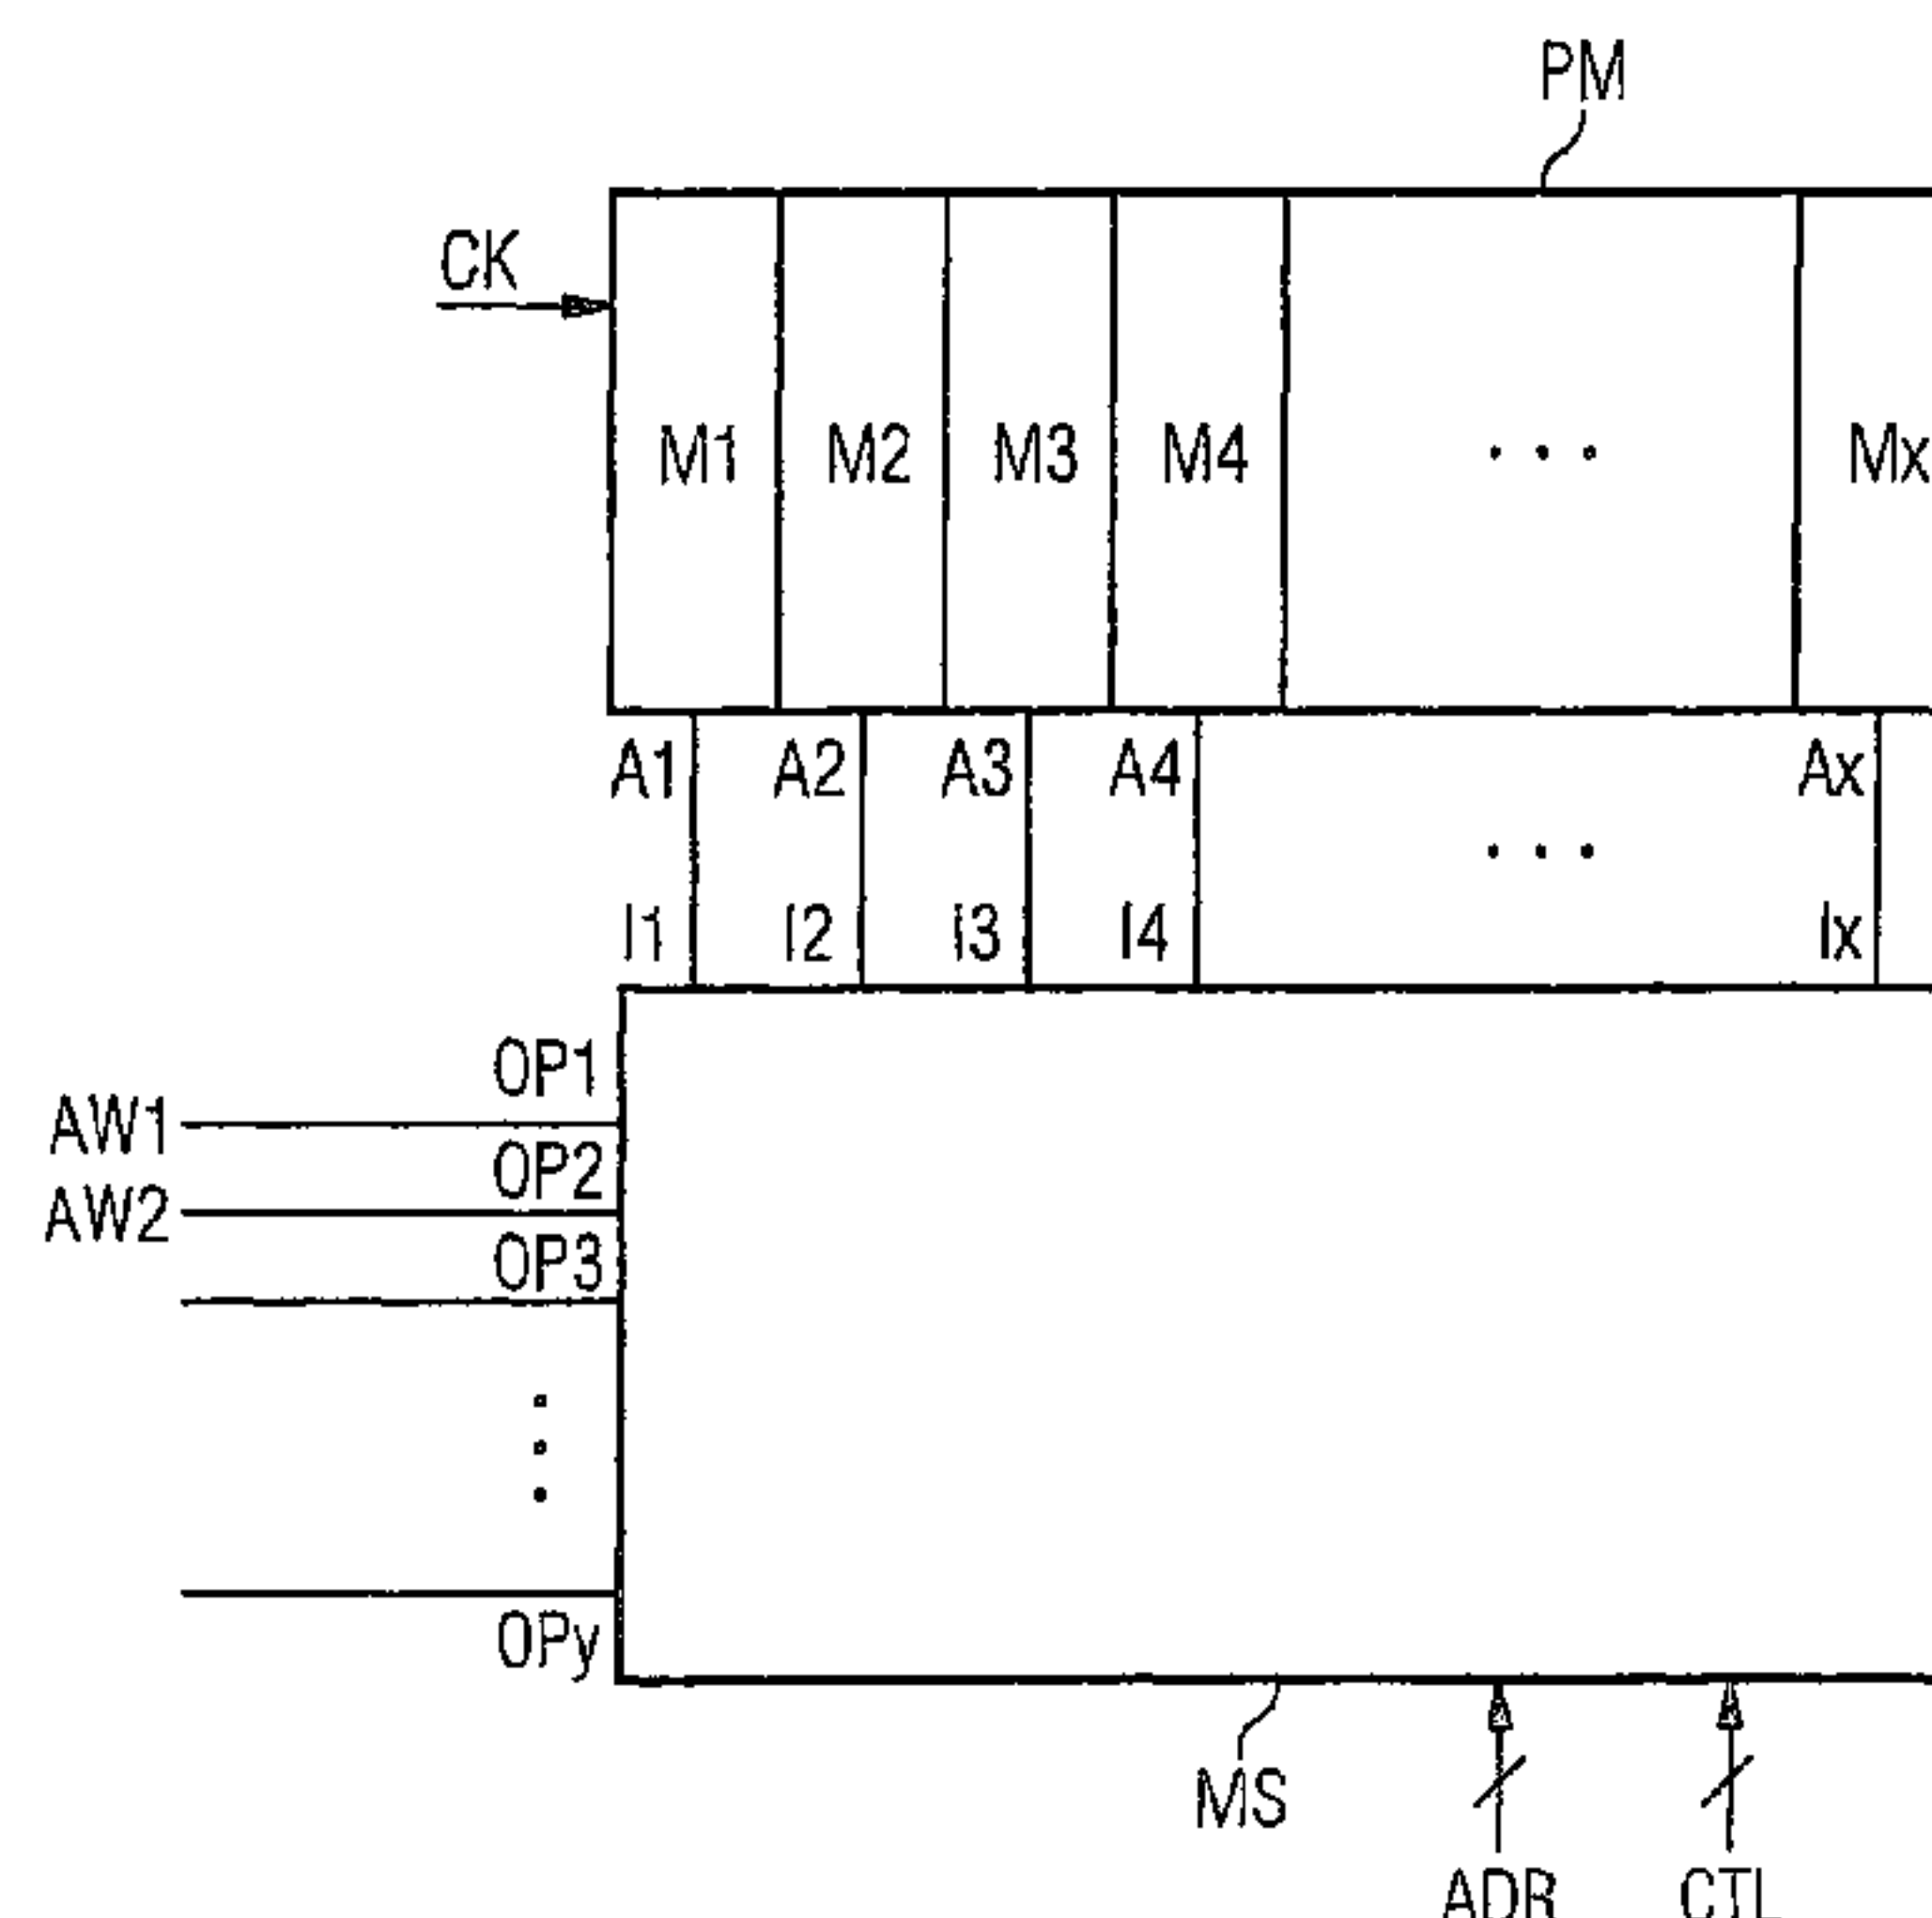 PM
CK
M1 M2 M3 M4 ... Mx
A1 A2 A3 A4 Ax
...
I1 I2 I3 I4 Ix
OP1
AW1
OP2
AW2
OP3
OPy
MS
ADR CTL